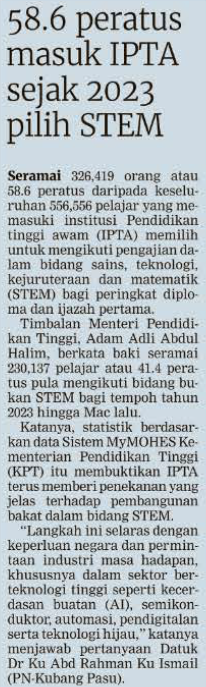 58.6 peratus
masuk IPTA
sejak 2023
pilih STEM
Seramai 326,419 orang atau
58.6 peratus daripada keselu-
ruhan 556,556 pelajar yang me-
masuki institusi Pendidikan
tinggi awam (IPTA) memilih
untuk mengikuti pengajian da-
lam bidang sains, teknologi,
kejuruteraan dan matematik
(STEM) bagi peringkat diplo-
ma dan ijazah pertama.
Timbalan Menteri Pendidi-
kan Tinggi, Adam Adli Abdul
Halim, berkata baki seramai
230,137 pelajar atau 41.4 pera-
tus pula mengikuti bidang bu-
kan STEM bagi tempoh tahun
2023 hingga Mac lalu.
Katanya, statistik berdasar-
kan data Sistem MyMOHES Ke-
menterian Pendidikan Tinggi
(KPT) itu membuktikan IPTA
terus memberi penekanan yang
jelas terhadap pembangunan
bakat dalam bidang STEM.
“Langkah ini selaras dengan
keperluan negara dan permin-
taan industri masa hadapan,
khususnya dalam sektor ber-
teknologi tinggi seperti kecer-
dasan buatan (AI), semikon-
duktor, automasi, pendigitalan
serta teknologi hijau,” katanya
menjawab pertanyaan Datuk
Dr Ku Abd Rahman Ku Ismail
(PN-Kubang Pasu).